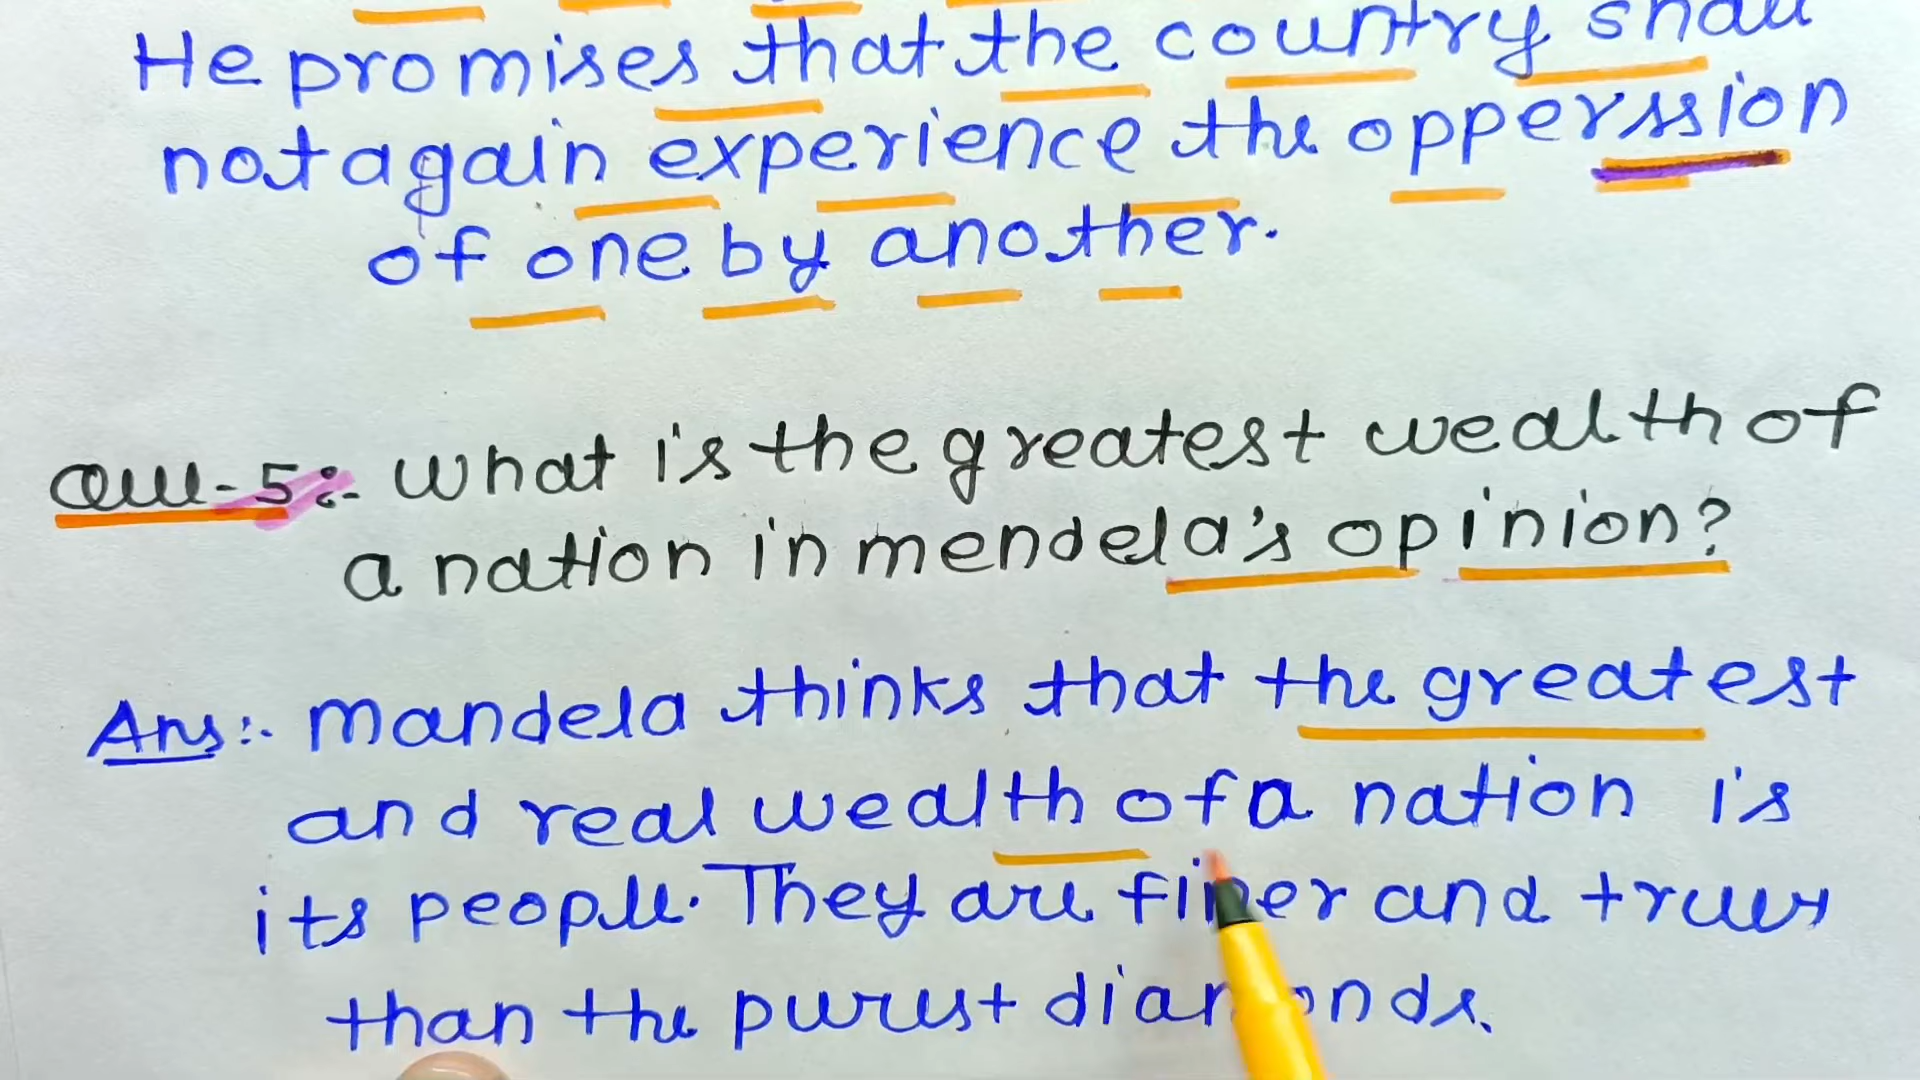 He promises that the country shall
not again experience the opperssion
of one by another.
Que-5:- What is the greatest wealth of
a nation in mendela's opinion?
Ans:- Mandela thinks that the greatest
and real wealth of a nation is
its people. They are finer and truer
than the purest diamonds.